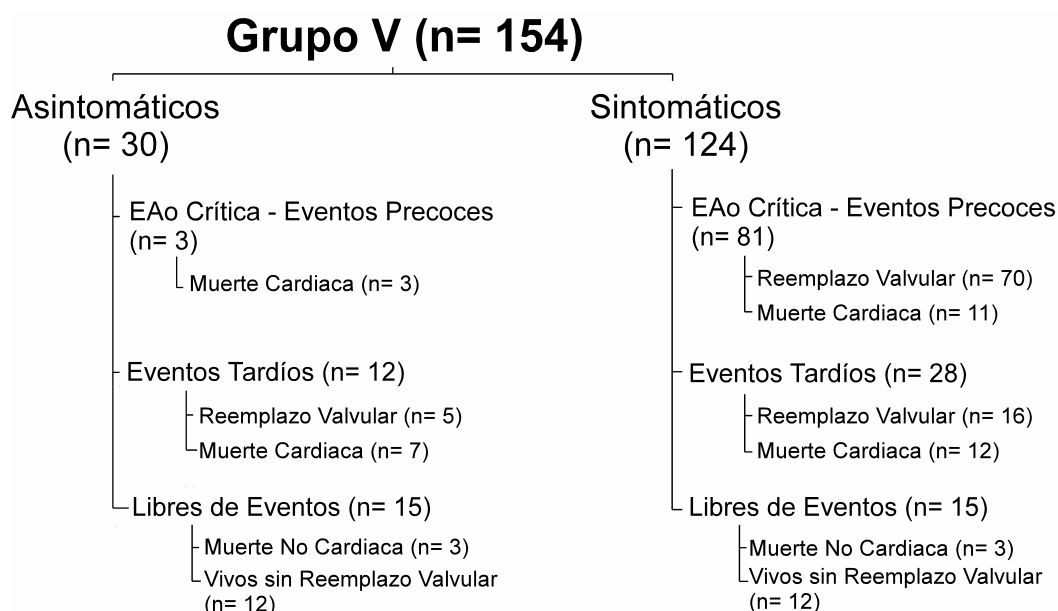 Grupo V (n= 154)
Asintomáticos
(n= 30)
EAo Crítica - Eventos Precoces
(n= 3)
Muerte Cardiaca (n= 3)
Eventos Tardíos (n= 12)
Reemplazo Valvular (n= 5)
Muerte Cardiaca (n= 7)
Libres de Eventos (n= 15)
Muerte No Cardiaca (n= 3)
Vivos sin Reemplazo Valvular
(n= 12)
Sintomáticos
(n= 124)
EAo Crítica - Eventos Precoces
(n= 81)
Reemplazo Valvular (n= 70)
Muerte Cardiaca (n= 11)
Eventos Tardíos (n= 28)
Reemplazo Valvular (n= 16)
Muerte Cardiaca (n= 12)
Libres de Eventos (n= 15)
Muerte No Cardiaca (n= 3)
Vivos sin Reemplazo Valvular
(n= 12)